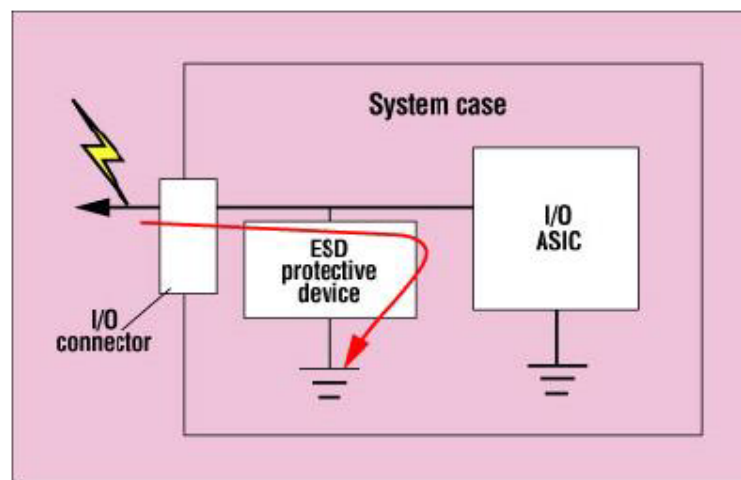 System case
I/O
ASIC
ESD
protective
device
I/O
connector